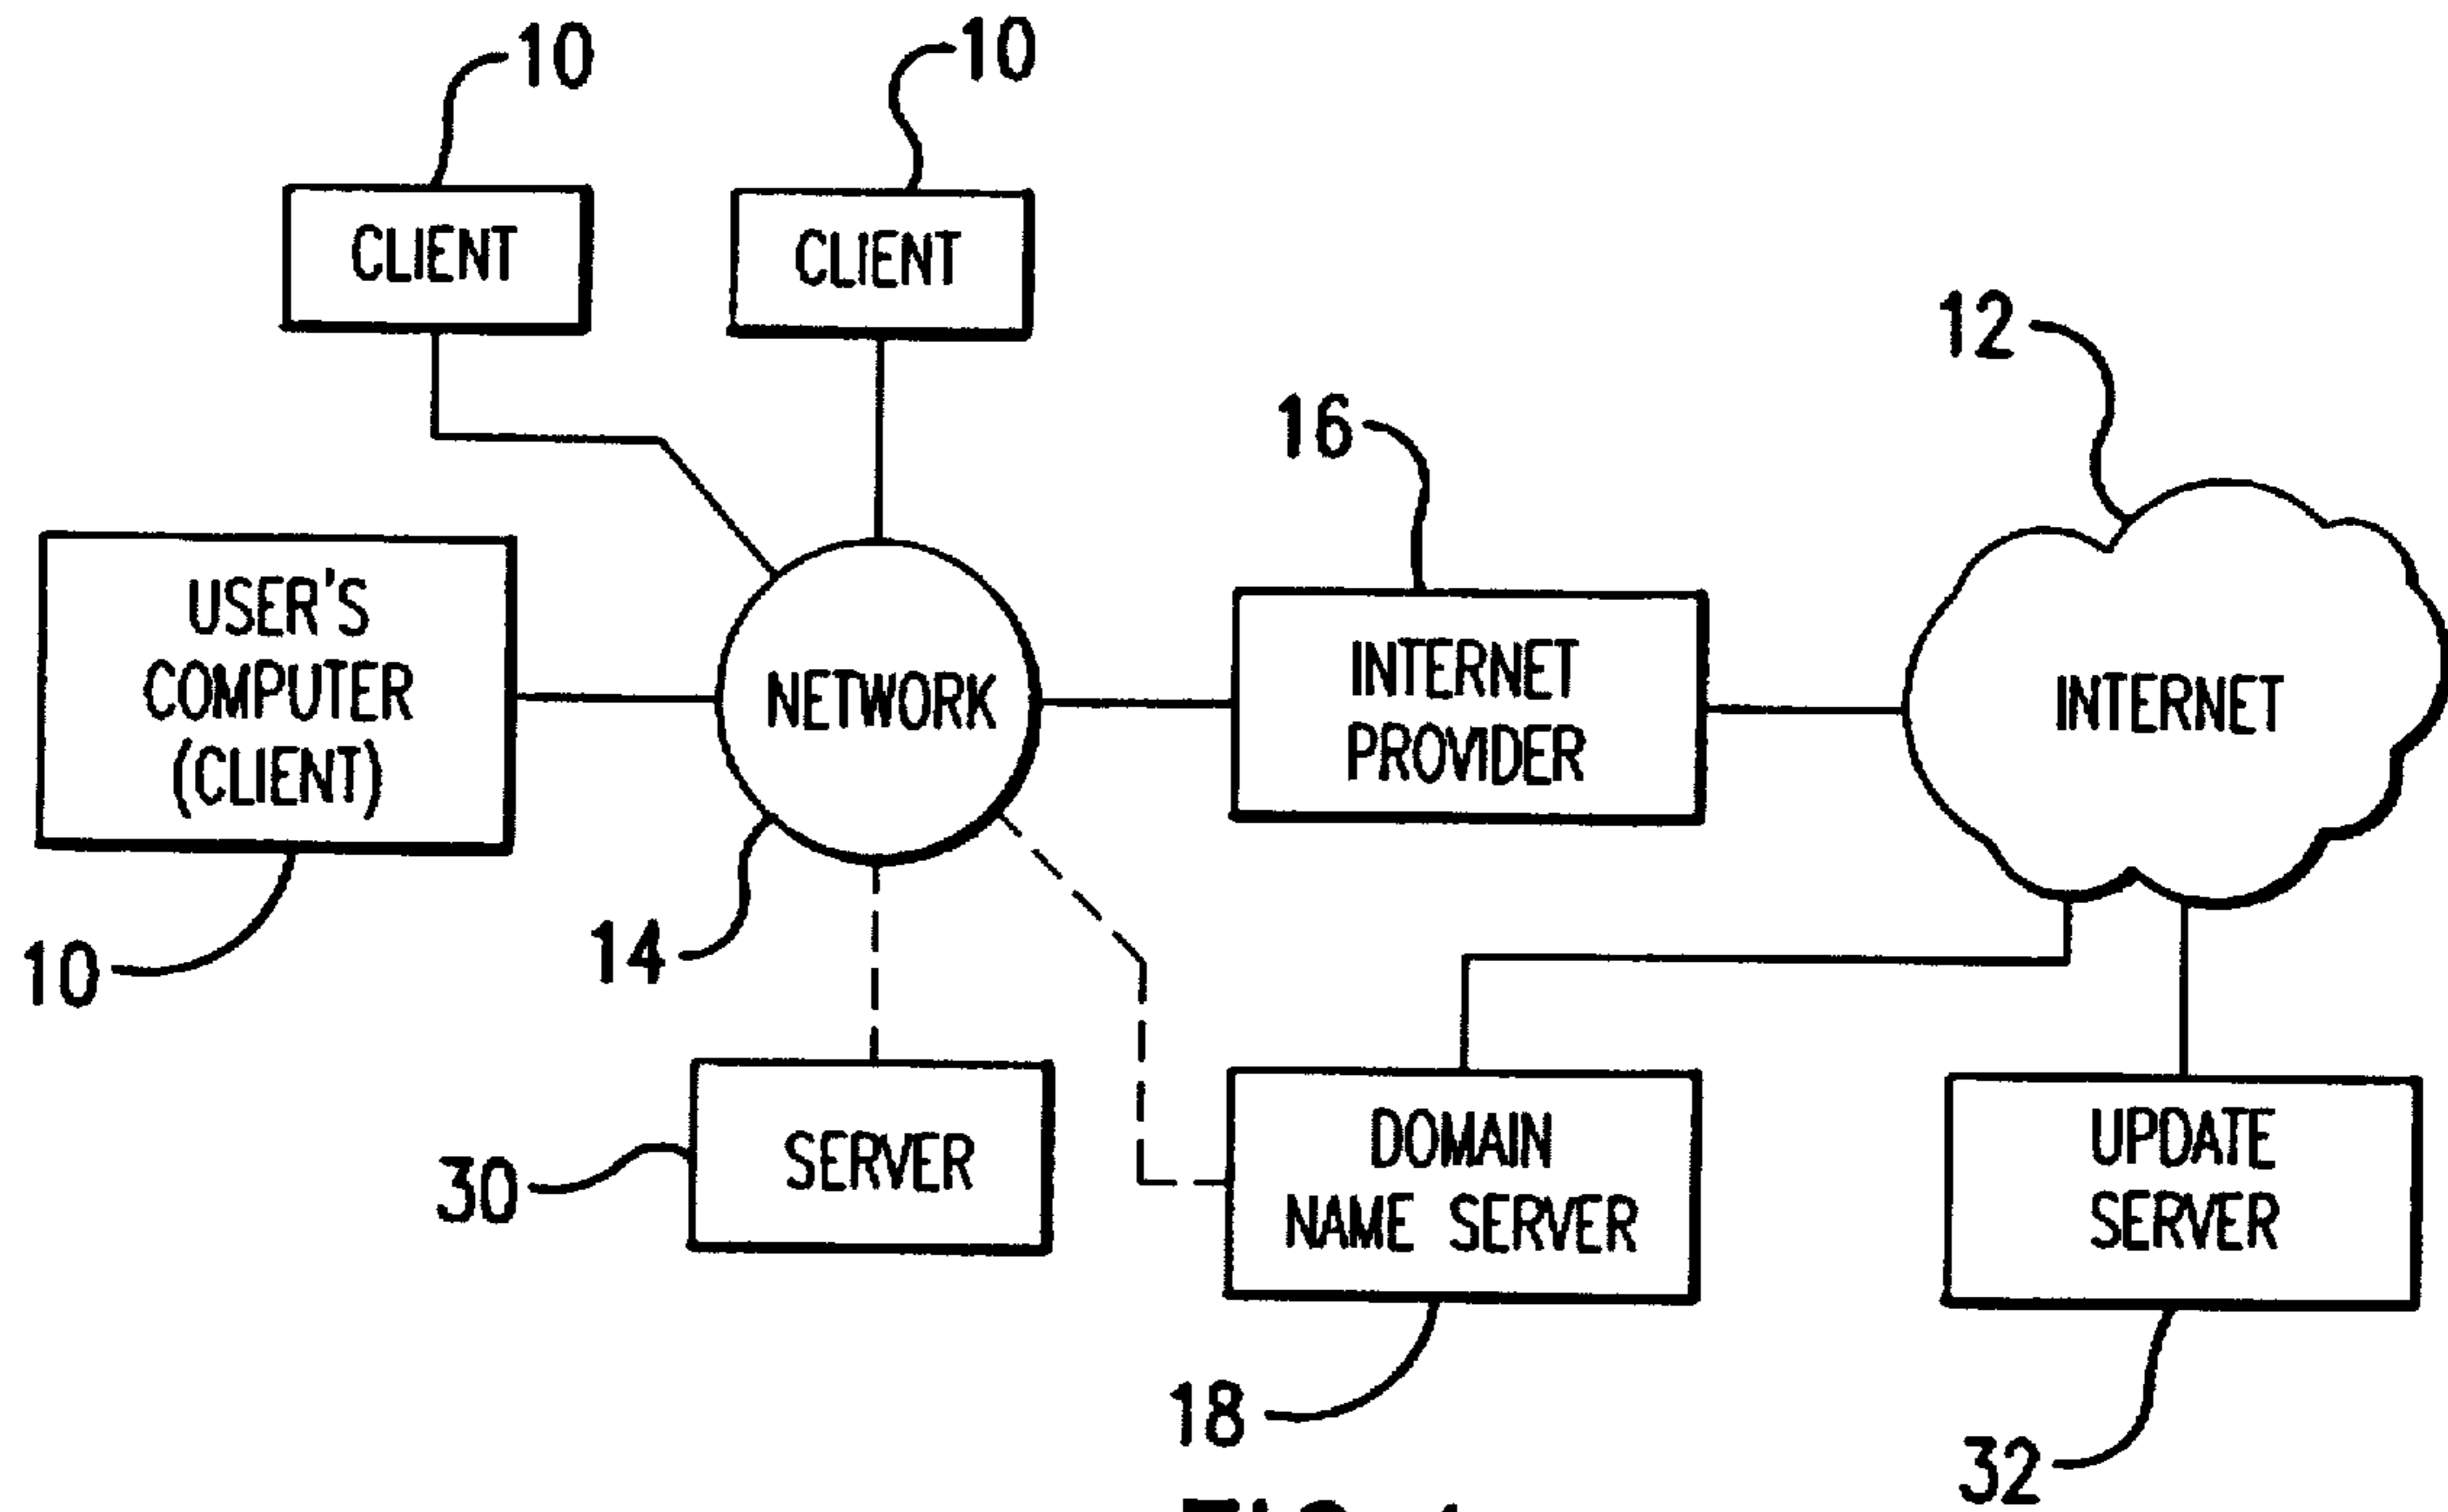 10
10
CLIENT
CLIENT
12
16
USER'S
COMPUTER
(CLIENT)
NETWORK
INTERNET
PROVIDER
INTERNET
10
14
30
SERVER
DOMAIN
NAME SERVER
UPDATE
SERVER
18
32